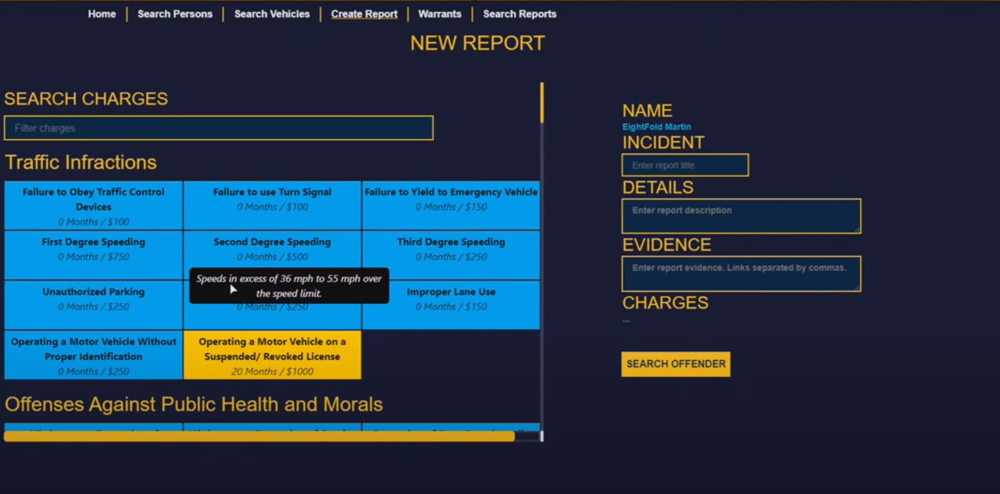 Home
Search Persons
Search Vehicles
Create Report
Warrants
Search Reports
NEW REPORT
SEARCH CHARGES
Filter charges
Traffic Infractions
Failure to Obey Traffic Control
Devices
0 Months / $100
Failure to use Turn Signal
0 Months / $100
Failure to Yield to Emergency Vehicle
0 Months / $150
First Degree Speeding
0 Months / $750
Second Degree Speeding
0 Months / $500
Third Degree Speeding
0 Months / $250
Unauthorized Parking
0 Months / $250
Speeds in excess of 36 mph to 55 mph over
the speed limit.
0 Months / $250
Improper Lane Use
0 Months / $150
Operating a Motor Vehicle Without
Proper Identification
0 Months / $250
Operating a Motor Vehicle on a
Suspended/ Revoked License
20 Months / $1000
Offenses Against Public Health and Morals
NAME
EightFold Martin
INCIDENT
Enter report title
DETAILS
Enter report description
EVIDENCE
Enter report evidence. Links separated by commas.
CHARGES
...
SEARCH OFFENDER